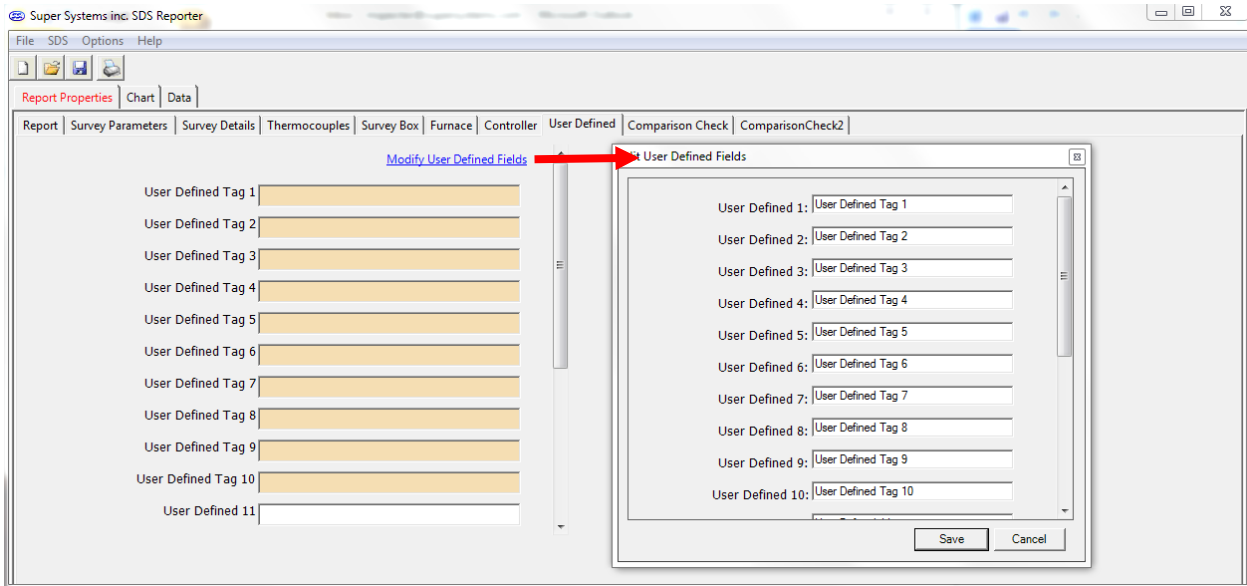 Super Systems inc. SDS Reporter
File SDS Options Help
Report Properties Chart Data
Report Survey Parameters Survey Details Thermocouples Survey Box Furnace Controller User Defined Comparison Check ComparisonCheck2
Modify User Defined Fields
User Defined Tag 1
User Defined Tag 2
User Defined Tag 3
User Defined Tag 4
User Defined Tag 5
User Defined Tag 6
User Defined Tag 7
User Defined Tag 8
User Defined Tag 9
User Defined Tag 10
User Defined 11
User Defined Fields
User Defined 1: User Defined Tag 1
User Defined 2: User Defined Tag 2
User Defined 3: User Defined Tag 3
User Defined 4: User Defined Tag 4
User Defined 5: User Defined Tag 5
User Defined 6: User Defined Tag 6
User Defined 7: User Defined Tag 7
User Defined 8: User Defined Tag 8
User Defined 9: User Defined Tag 9
User Defined 10: User Defined Tag 10
Save Cancel